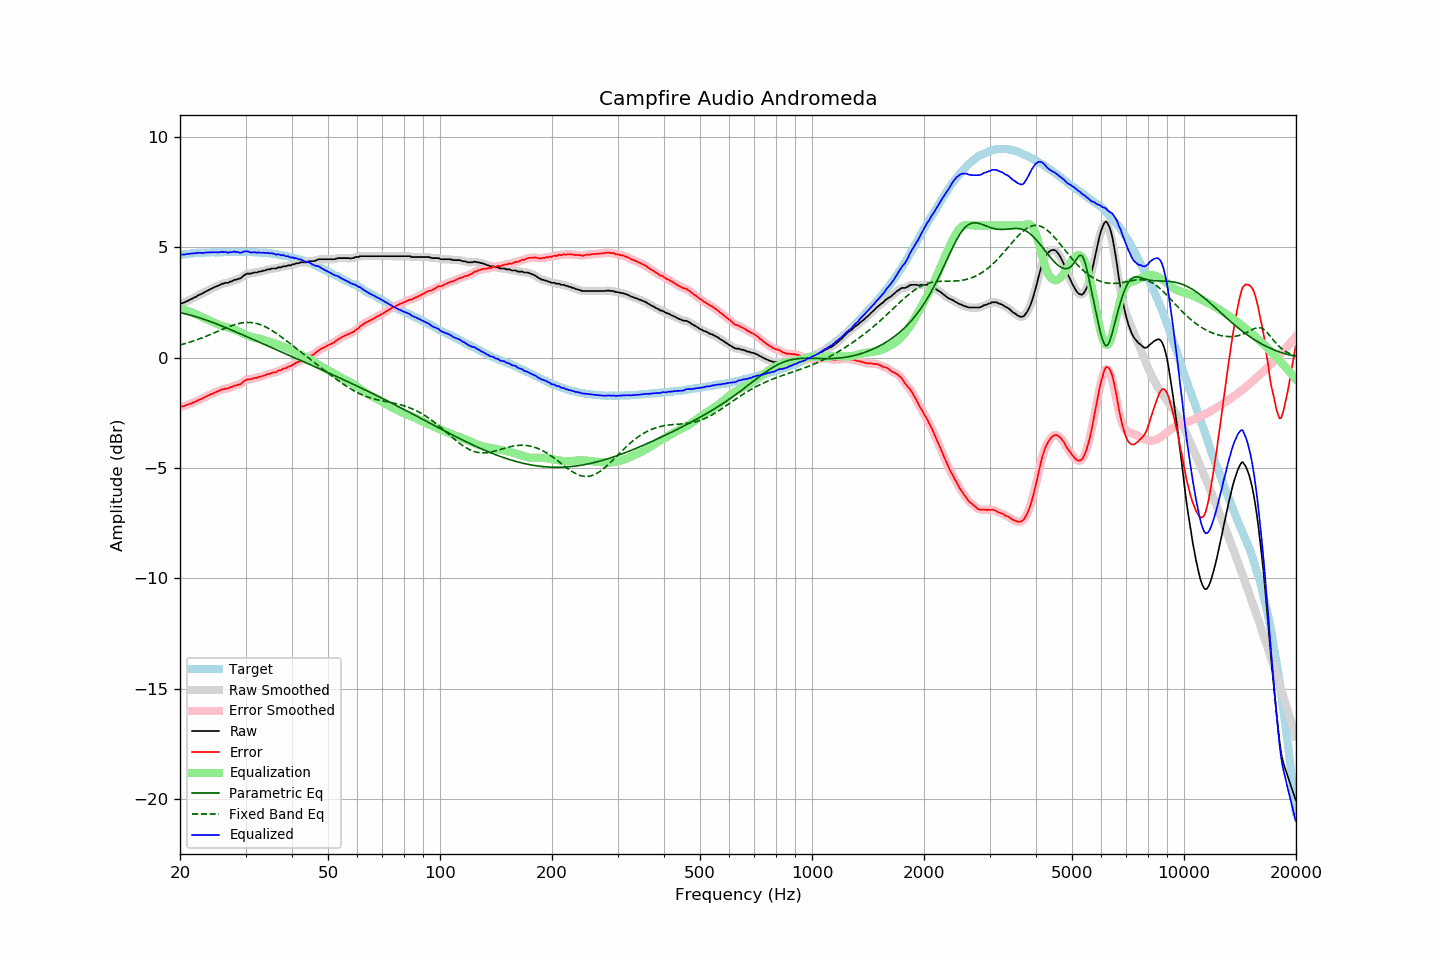 Campfire Audio Andromeda
10
5
0
−5
−10
−15
−20
Amplitude (dBr)
Target
Raw Smoothed
Error Smoothed
Raw
Error
Equalization
Parametric Eq
Fixed Band Eq
Equalized
20 50 100 200 500 1000 2000 5000 10000 20000
Frequency (Hz)